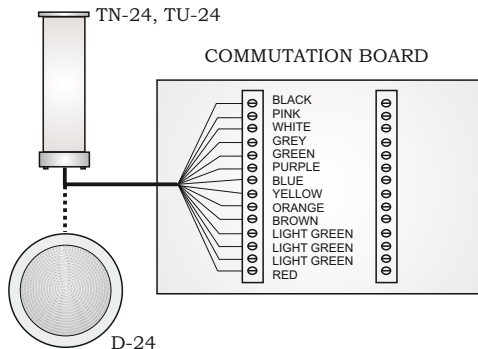 TN-24, TU-24
COMMUTATION BOARD
BLACK
PINK
WHITE
GREY
GREEN
PURPLE
BLUE
YELLOW
ORANGE
BROWN
LIGHT GREEN
LIGHT GREEN
LIGHT GREEN
RED
D-24